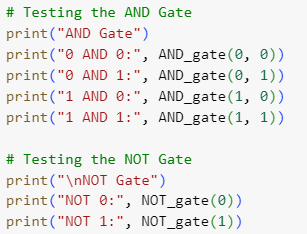 # Testing the AND Gate
print("AND Gate")
print("0 AND 0:", AND_gate(0, 0))
print("0 AND 1:", AND_gate(0, 1))
print("1 AND 0:", AND_gate(1, 0))
print("1 AND 1:", AND_gate(1, 1))

# Testing the NOT Gate
print("\nNOT Gate")
print("NOT 0:", NOT_gate(0))
print("NOT 1:", NOT_gate(1))